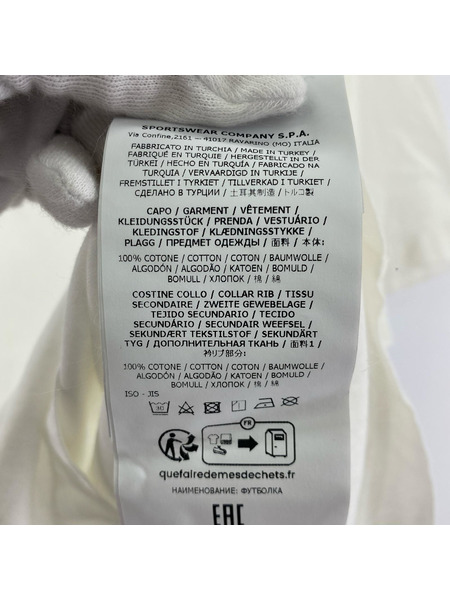 SPORTSWEAR COMPANY S.P.A.
Via Confine,2161 - 41017 RAVARINO (MO) ITALIA
FABBRICATO IN TURCHIA / MADE IN TURKEY /
FABRIQUÉ EN TURQUIE / HERGESTELLT IN DER
TÜRKEI / HECHO EN TURQUÍA / FABRICADO NA
TURQUIA / VERVAARDIGD IN TURKIJE /
FREMSTILLET I TYRKIET / TILLVERKAD I TURKIET /
СДЕЛАНО В ТУРЦИИ / 土耳其制造 / トルコ製
CAPO / GARMENT / VÊTEMENT /
KLEIDUNGSSTÜCK / PRENDA / VESTUÁRIO /
KLEDINGSTOF / KLÆDNINGSSTYKKE /
PLAGG / ПРЕДМЕТ ОДЕЖДЫ / 面料 / 本体:
100% COTONE / COTTON / COTON / BAUMWOLLE /
ALGODÓN / ALGODÃO / KATOEN / BOMULD /
BOMULL / ХЛОПОК / 棉 / 綿
COSTINE COLLO / COLLAR RIB / TISSU
SECONDAIRE / ZWEITE GEWEBELAGE /
TEJIDO SECUNDARIO / TECIDO
SECUNDÁRIO / SECUNDAIR WEEFSEL /
SEKUNDÆRT TEKSTILSTOF / SEKUNDÄRT
TYG / ДОПОЛНИТЕЛЬНАЯ ТКАНЬ / 面料1 /
衿リブ部分:
100% COTONE / COTTON / COTON / BAUMWOLLE /
ALGODÓN / ALGODÃO / KATOEN / BOMULD /
BOMULL / ХЛОПОК / 棉 / 綿
ISO - JIS
30
FR
quefairedemesdechets.fr
НАИМЕНОВАНИЕ: ФУТБОЛКА
EAC